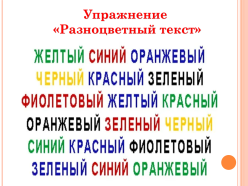 Упражнение
«Разноцветный текст»
ЖЕЛТЫЙ СИНИЙ ОРАНЖЕВЫЙ
ЧЕРНЫЙ КРАСНЫЙ ЗЕЛЕНЫЙ
ФИОЛЕТОВЫЙ ЖЕЛТЫЙ КРАСНЫЙ
ОРАНЖЕВЫЙ ЗЕЛЕНЫЙ ЧЕРНЫЙ
СИНИЙ КРАСНЫЙ ФИОЛЕТОВЫЙ
ЗЕЛЕНЫЙ СИНИЙ ОРАНЖЕВЫЙ